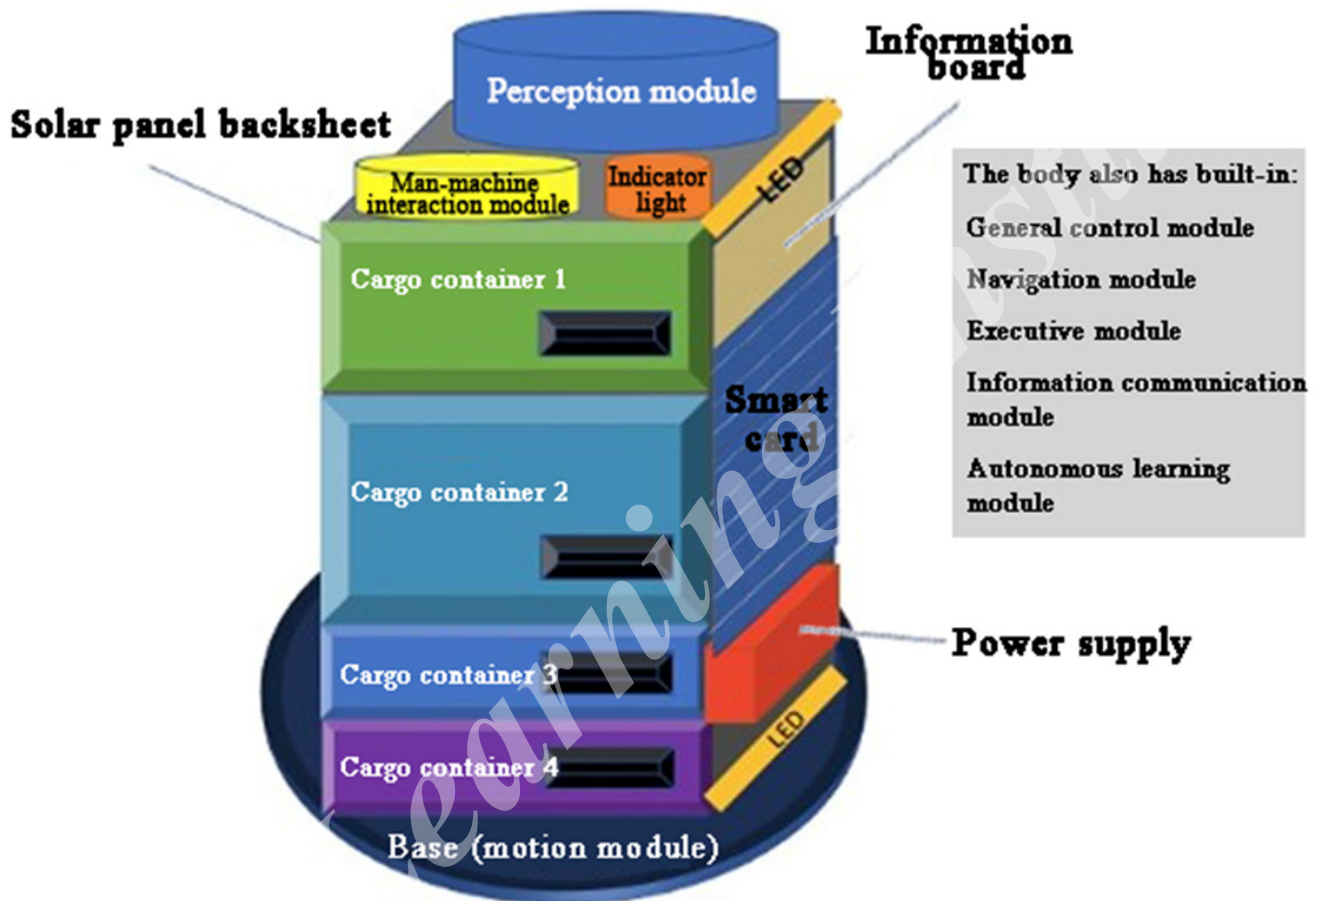 Perception module
Information
board
Solar panel backsheet
Man-machine
interaction module
Indicator
light
LED
Cargo container 1
Smart
card
Cargo container 2
Cargo container 3
Cargo container 4
LED
Base (motion module)
Power supply
The body also has built-in:
General control module
Navigation module
Executive module
Information communication
module
Autonomous learning
module